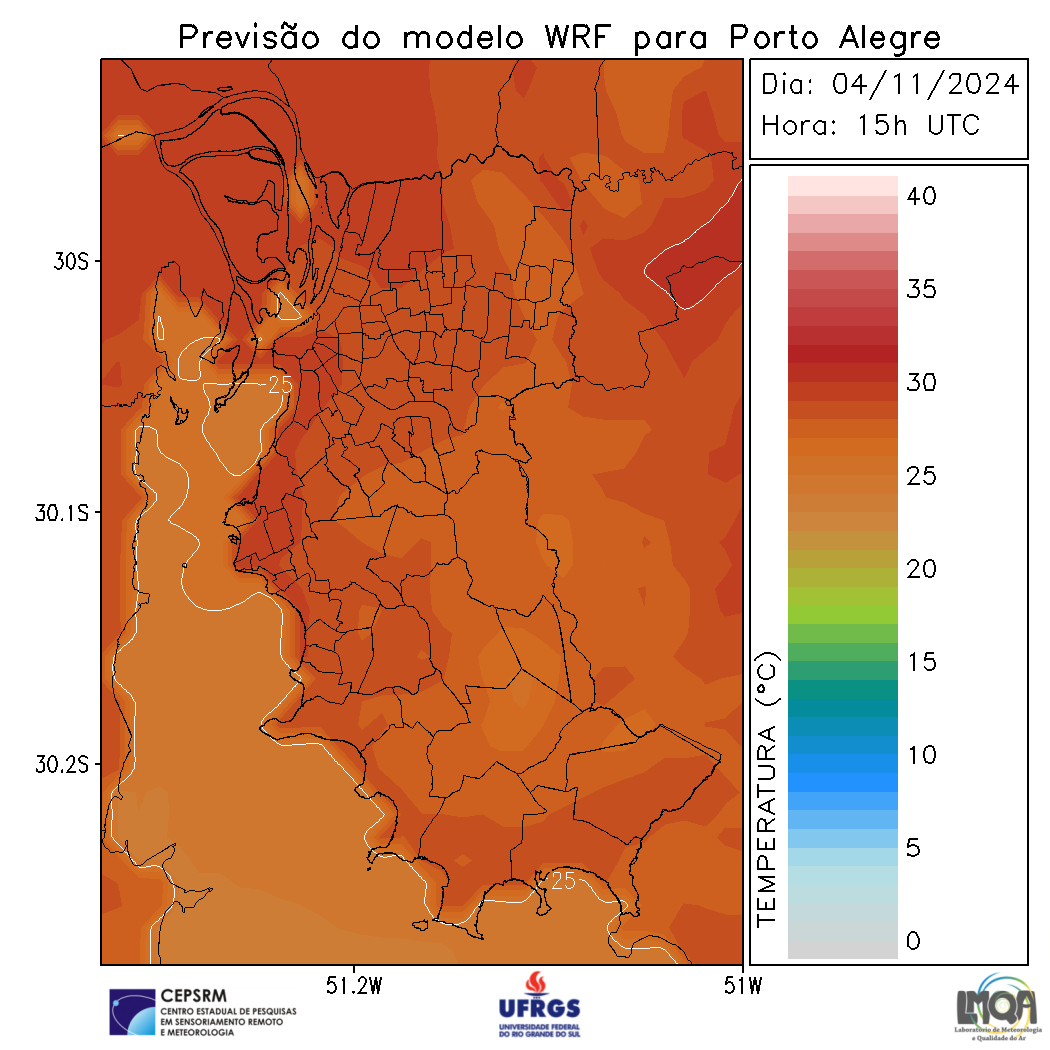 Previsão do modelo WRF para Porto Alegre
Dia: 04/11/2024
Hora: 15h UTC
40
35
30
25
20
15
10
5
0
TEMPERATURA (°C)
30S
30.1S
30.2S
25
25
51.2W
51W
CEPSRM
CENTRO ESTADUAL DE PESQUISAS
EM SENSORIAMENTO REMOTO
E METEOROLOGIA
UFRGS
UNIVERSIDADE FEDERAL
DO RIO GRANDE DO SUL
LMQA
Laboratório de Meteorologia
e Qualidade do Ar